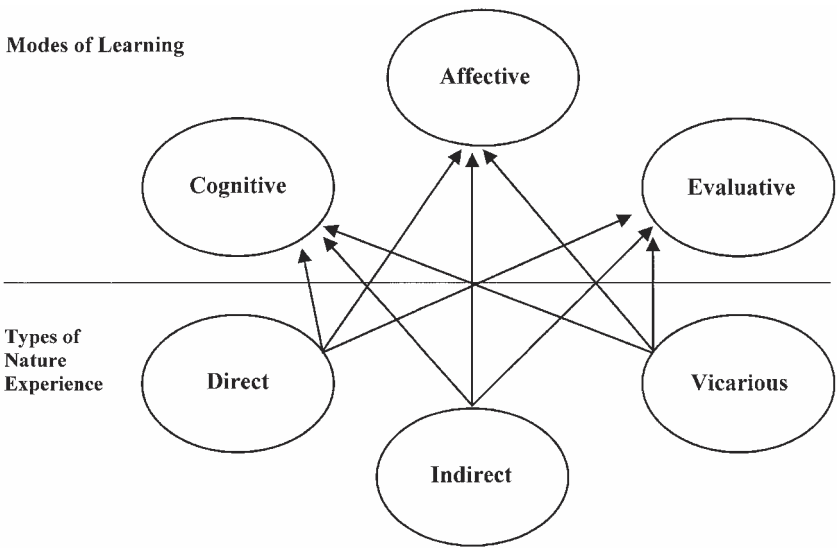 Modes of Learning
Affective
Cognitive
Evaluative
Types of
Nature
Experience
Direct
Vicarious
Indirect